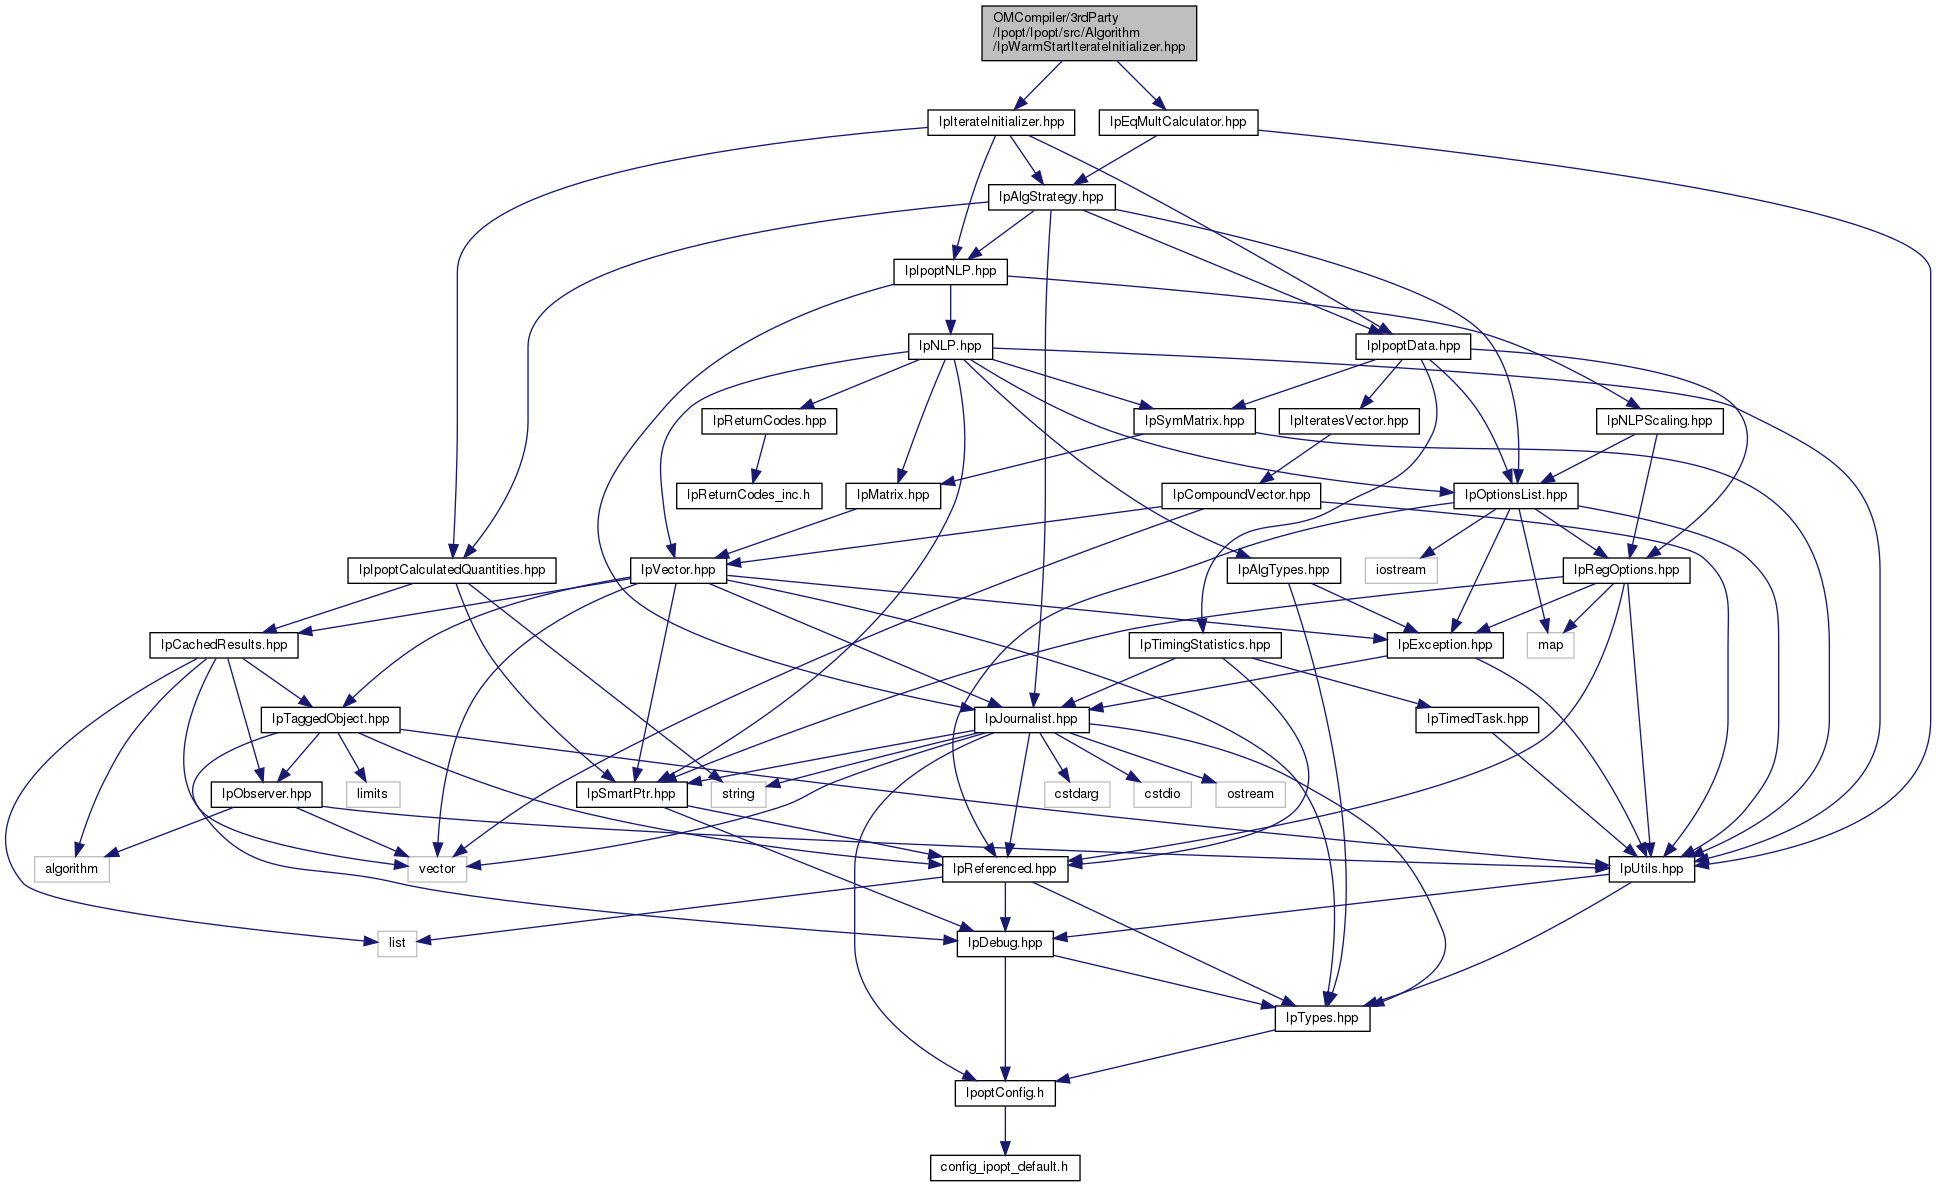 OMCompiler/3rdParty
/Ipopt/Ipopt/src/Algorithm
/IpWarmStartIterateInitializer.hpp
IpIterateInitializer.hpp
IpEqMultCalculator.hpp
IpAlgStrategy.hpp
IpIpoptNLP.hpp
IpNLP.hpp
IpIpoptData.hpp
IpReturnCodes.hpp
IpSymMatrix.hpp
IpIteratesVector.hpp
IpNLPScaling.hpp
IpReturnCodes_inc.h
IpMatrix.hpp
IpCompoundVector.hpp
IpOptionsList.hpp
IpIpoptCalculatedQuantities.hpp
IpVector.hpp
IpAlgTypes.hpp
iostream
IpRegOptions.hpp
IpCachedResults.hpp
IpTimingStatistics.hpp
IpException.hpp
map
IpTaggedObject.hpp
IpJournalist.hpp
IpTimedTask.hpp
IpObserver.hpp
limits
IpSmartPtr.hpp
string
cstdarg
cstdio
ostream
algorithm
vector
IpReferenced.hpp
IpUtils.hpp
list
IpDebug.hpp
IpTypes.hpp
IpoptConfig.h
config_ipopt_default.h